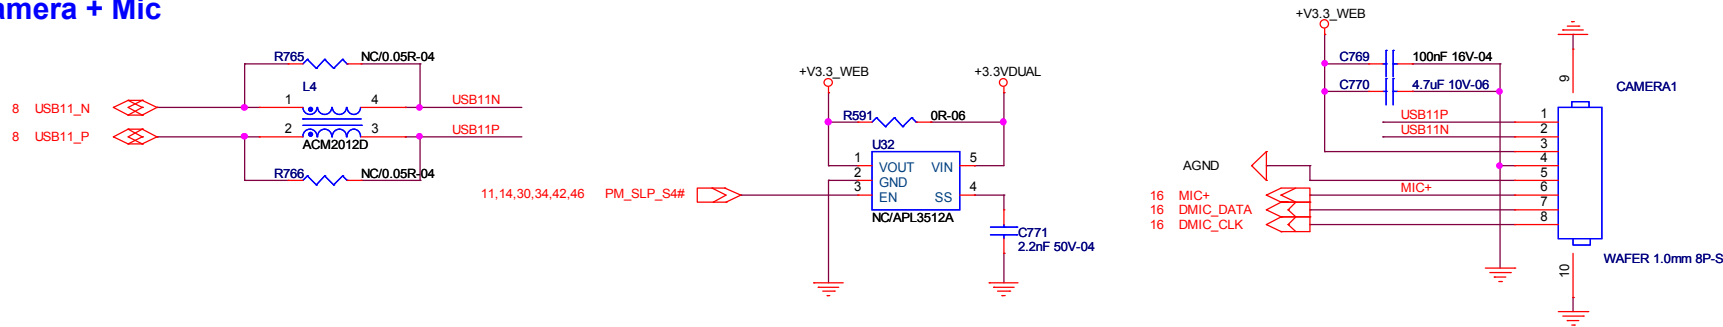 amera + Mic
R765 NC/0.05R-04
L4
8 USB11_N 1 4 USB11N
8 USB11_P 2 3 USB11P
ACM2012D
R766 NC/0.05R-04
+V3.3_WEB +3.3VDUAL
R591 0R-06
U32
1 VOUT VIN 5
2 GND
3 EN SS 4
11,14,30,34,42,46 PM_SLP_S4#
NC/APL3512A
C771
2.2nF 50V-04
+V3.3_WEB
C769 100nF 16V-04
C770 4.7uF 10V-06
9
CAMERA1
USB11P 1
USB11N 2
3
4
AGND 5
16 MIC+ MIC+ 6
16 DMIC_DATA 7
16 DMIC_CLK 8
10
WAFER 1.0mm 8P-S